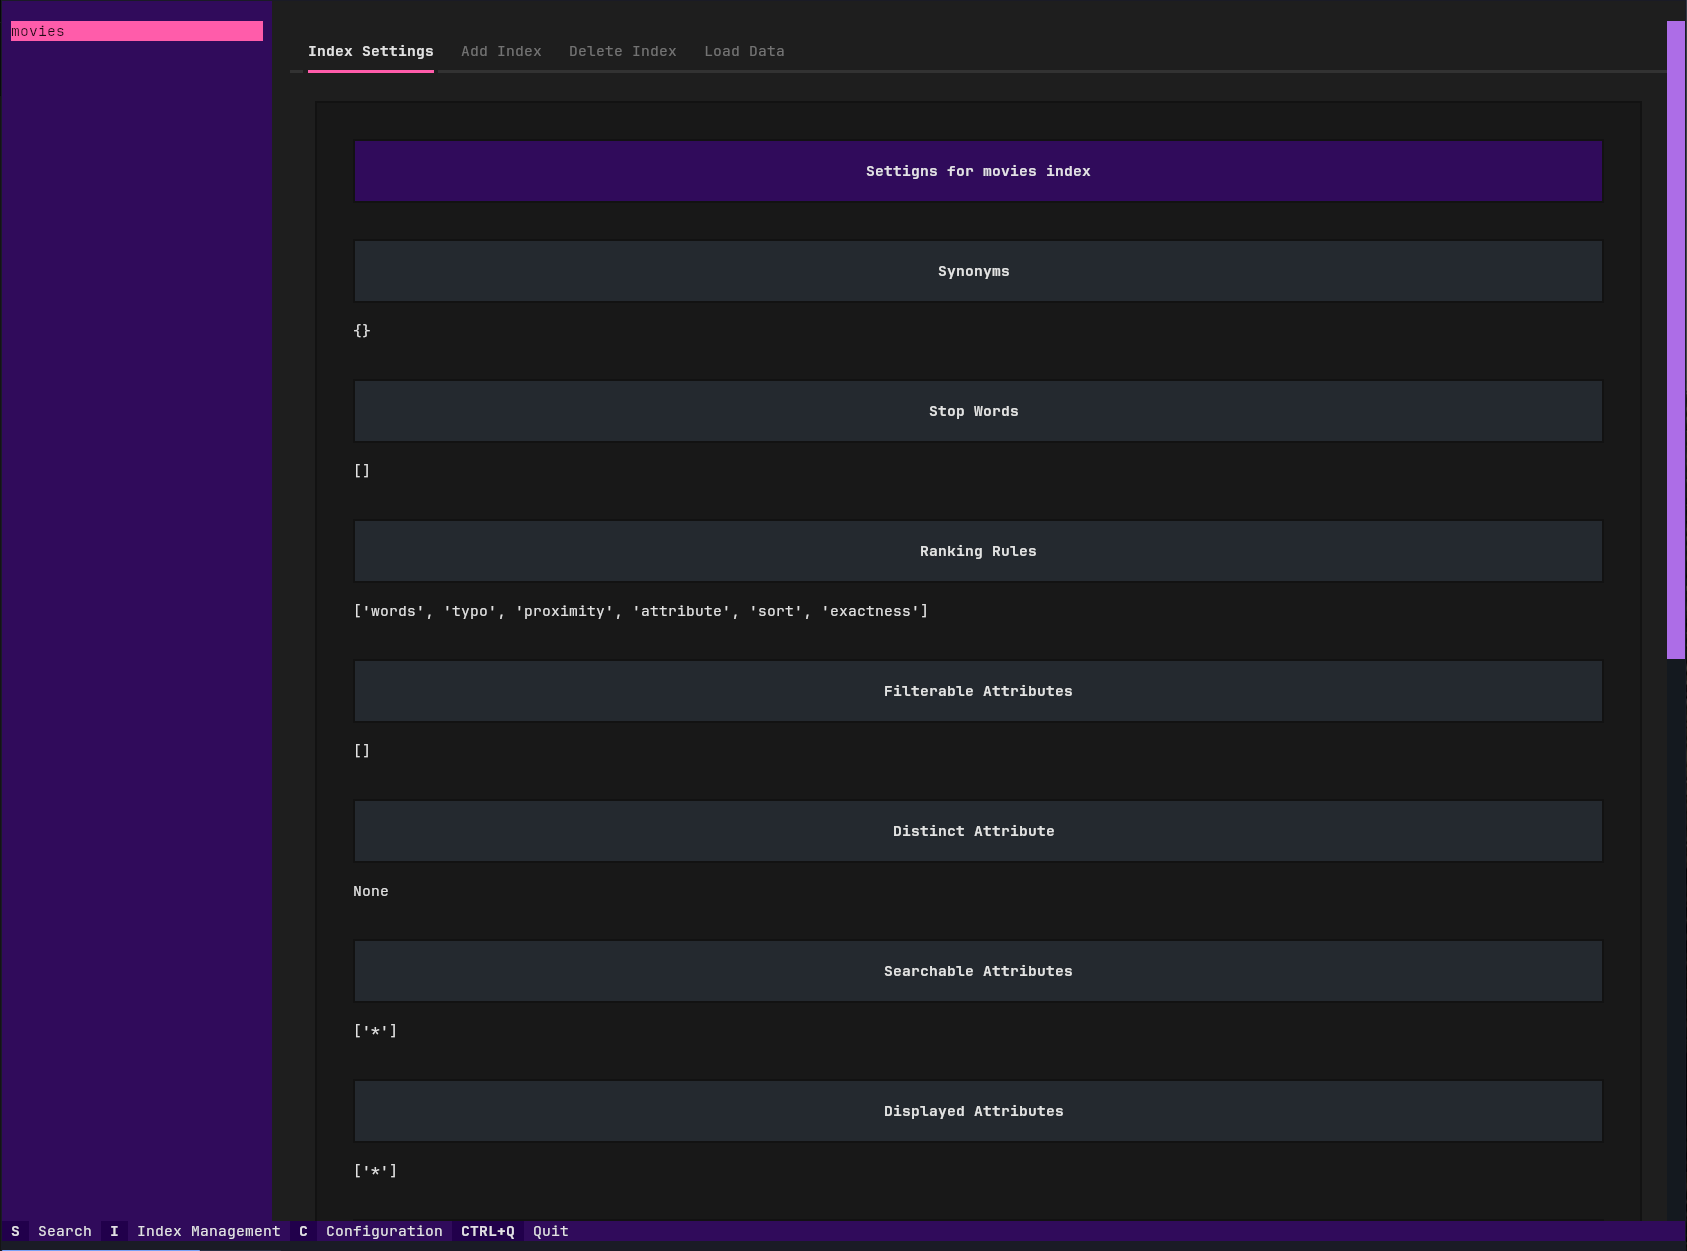 movies
Index Settings Add Index Delete Index Load Data
Settigns for movies index
Synonyms
{}
Stop Words
[]
Ranking Rules
['words', 'typo', 'proximity', 'attribute', 'sort', 'exactness']
Filterable Attributes
[]
Distinct Attribute
None
Searchable Attributes
['*']
Displayed Attributes
['*']
S Search I Index Management C Configuration CTRL+Q Quit